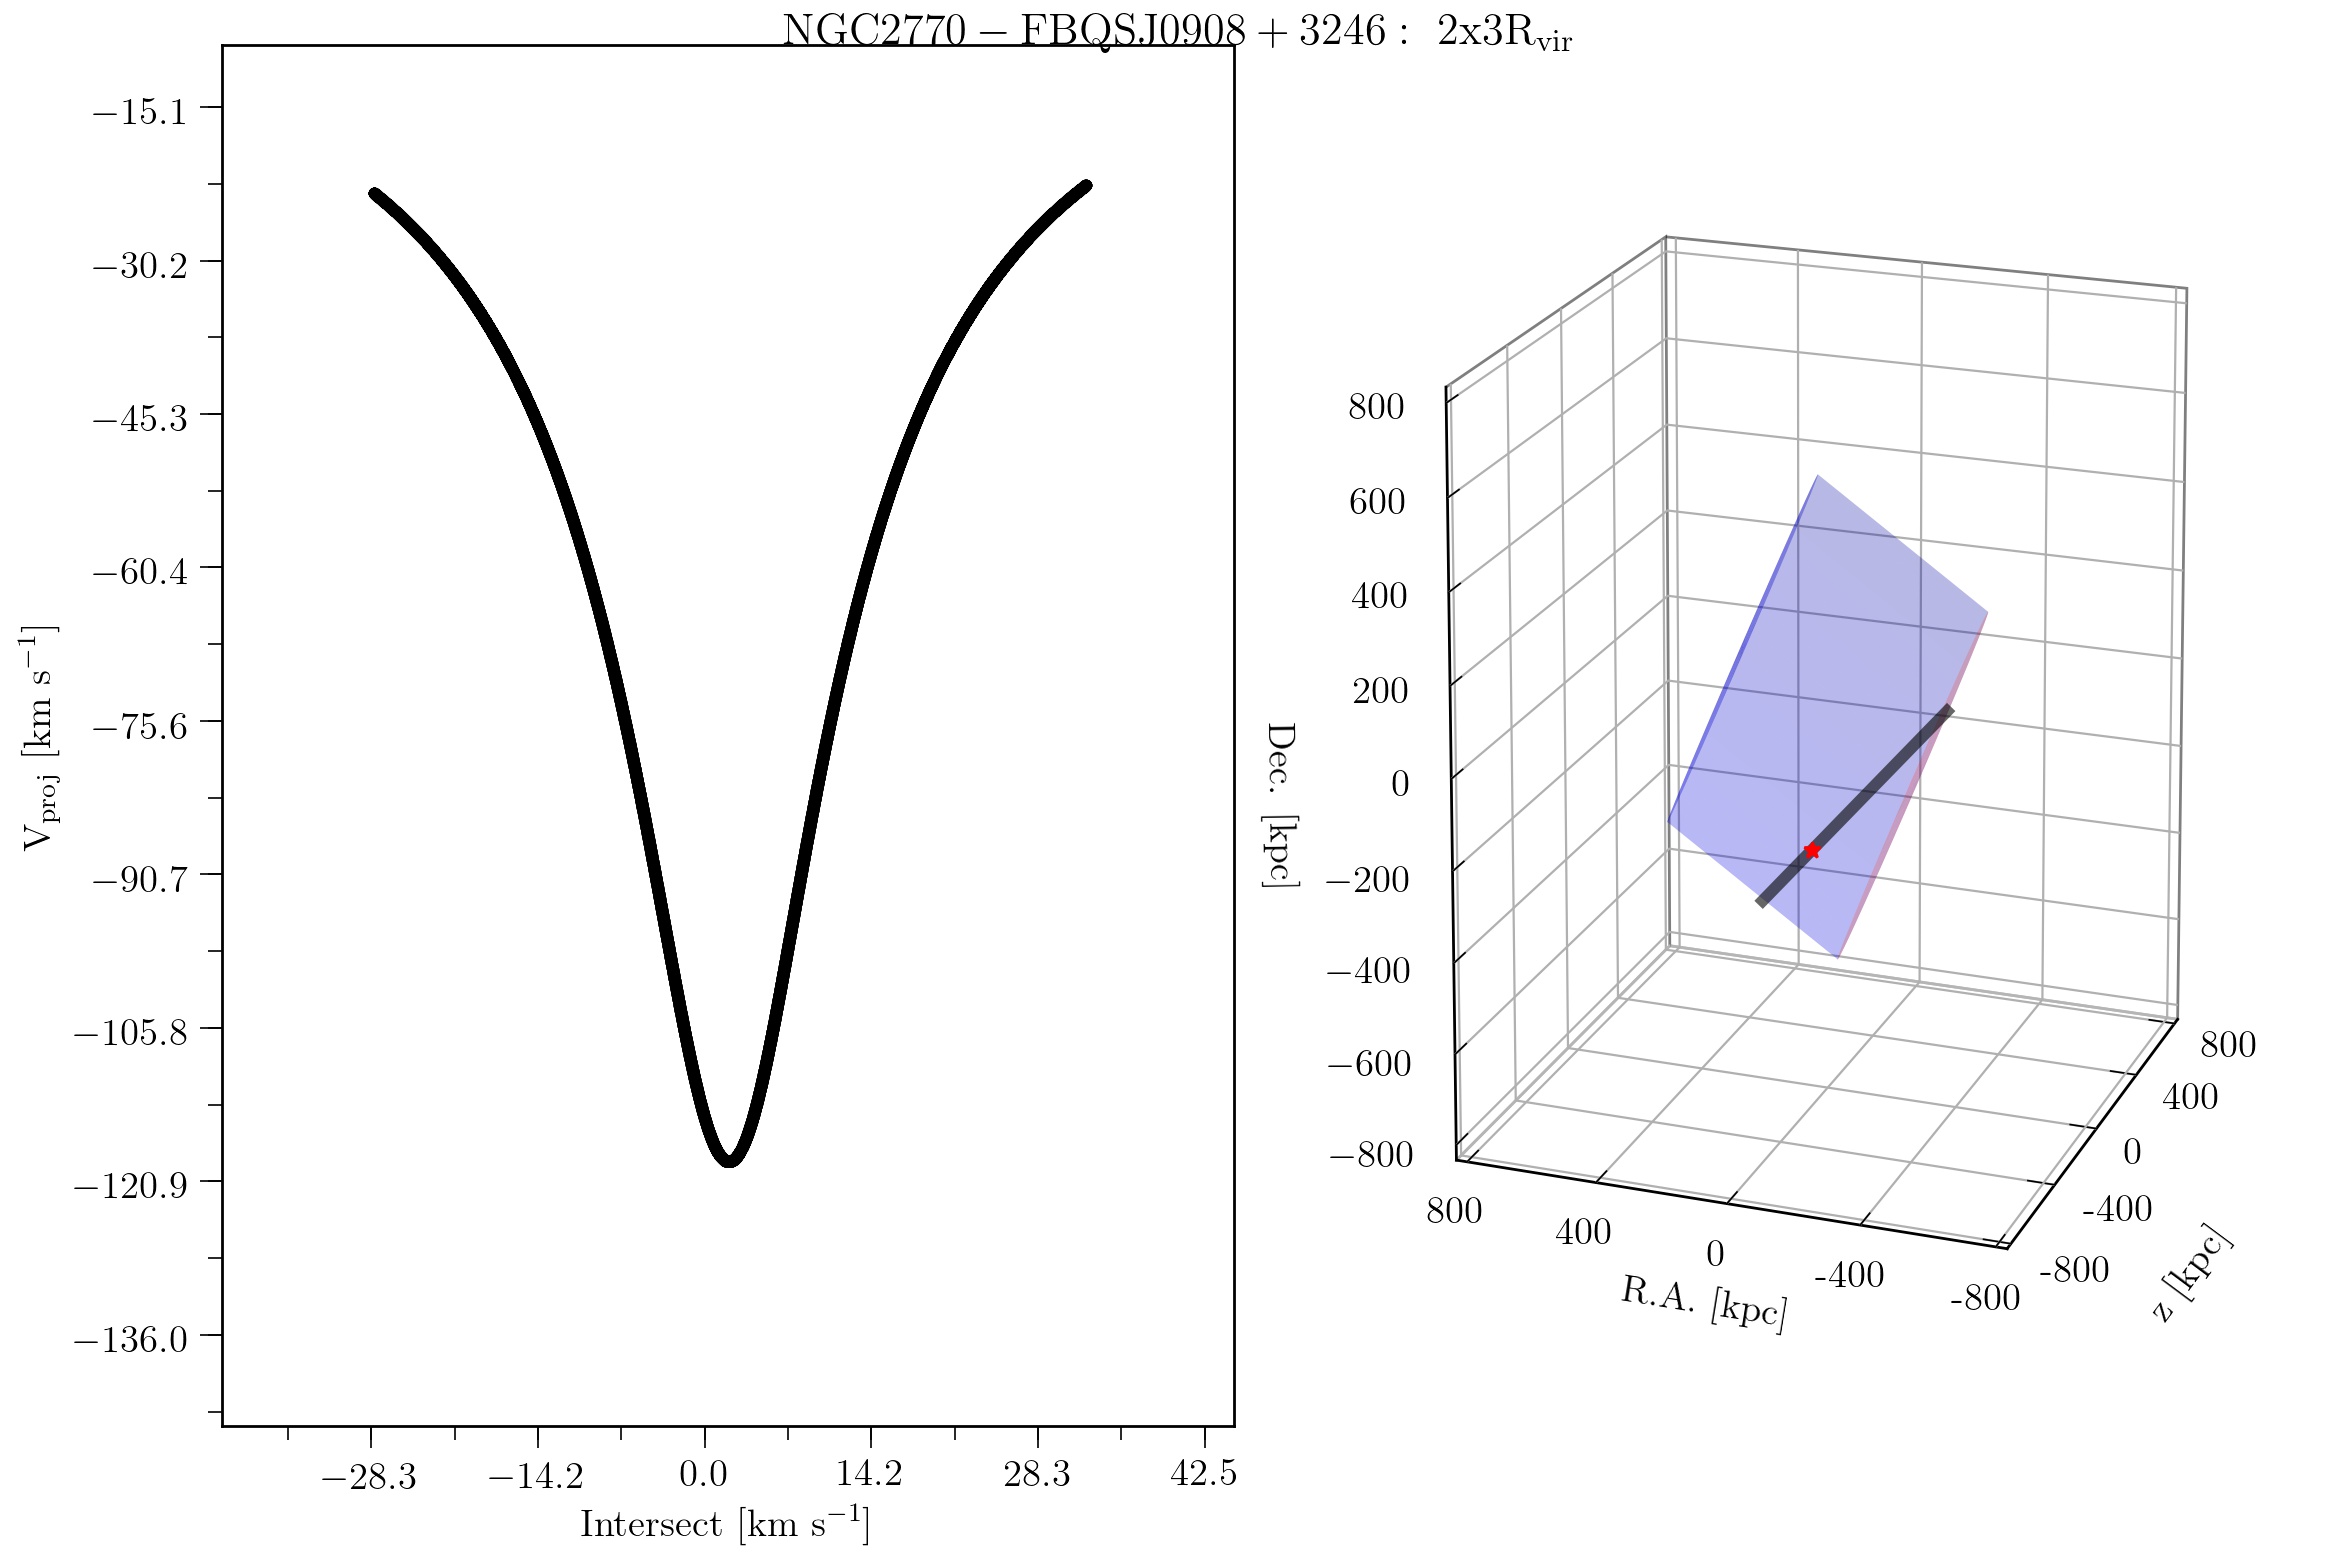 NGC2770 − FBQSJ0908 + 3246 : 2x3Rvir
−15.1
−30.2
−45.3
−60.4
−75.6
−90.7
−105.8
−120.9
−136.0
Vproj [km s−1]
−28.3 −14.2 0.0 14.2 28.3 42.5
Intersect [km s−1]
Dec. [kpc]
800
600
400
200
0
−200
−400
−600
−800
800 400 0 -400 -800
R.A. [kpc]
800
400
0
-400
-800
z [kpc]